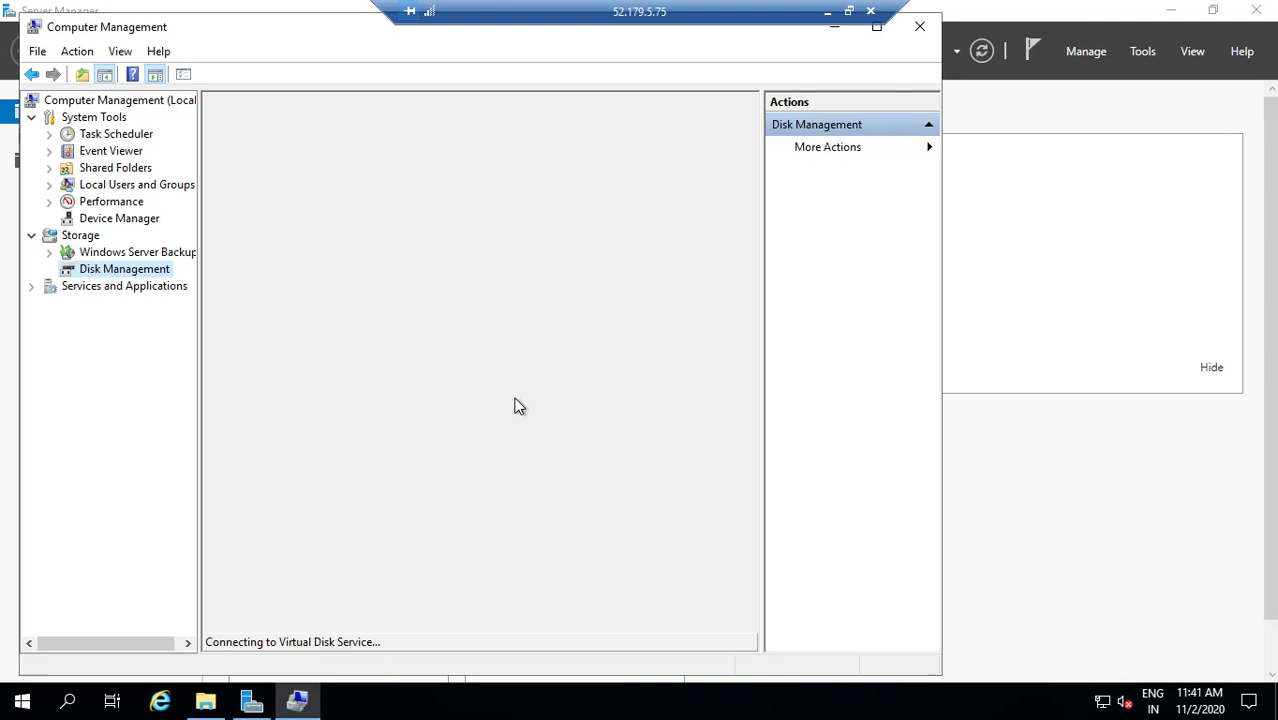 Server Manager
52.179.5.75
Computer Management
File Action View Help
Manage Tools View Help
Computer Management (Local
System Tools
Task Scheduler
Event Viewer
Shared Folders
Local Users and Groups
Performance
Device Manager
Storage
Windows Server Backup
Disk Management
Services and Applications
Connecting to Virtual Disk Service...
Actions
Disk Management
More Actions
Hide
ENG
IN
11:41 AM
11/2/2020